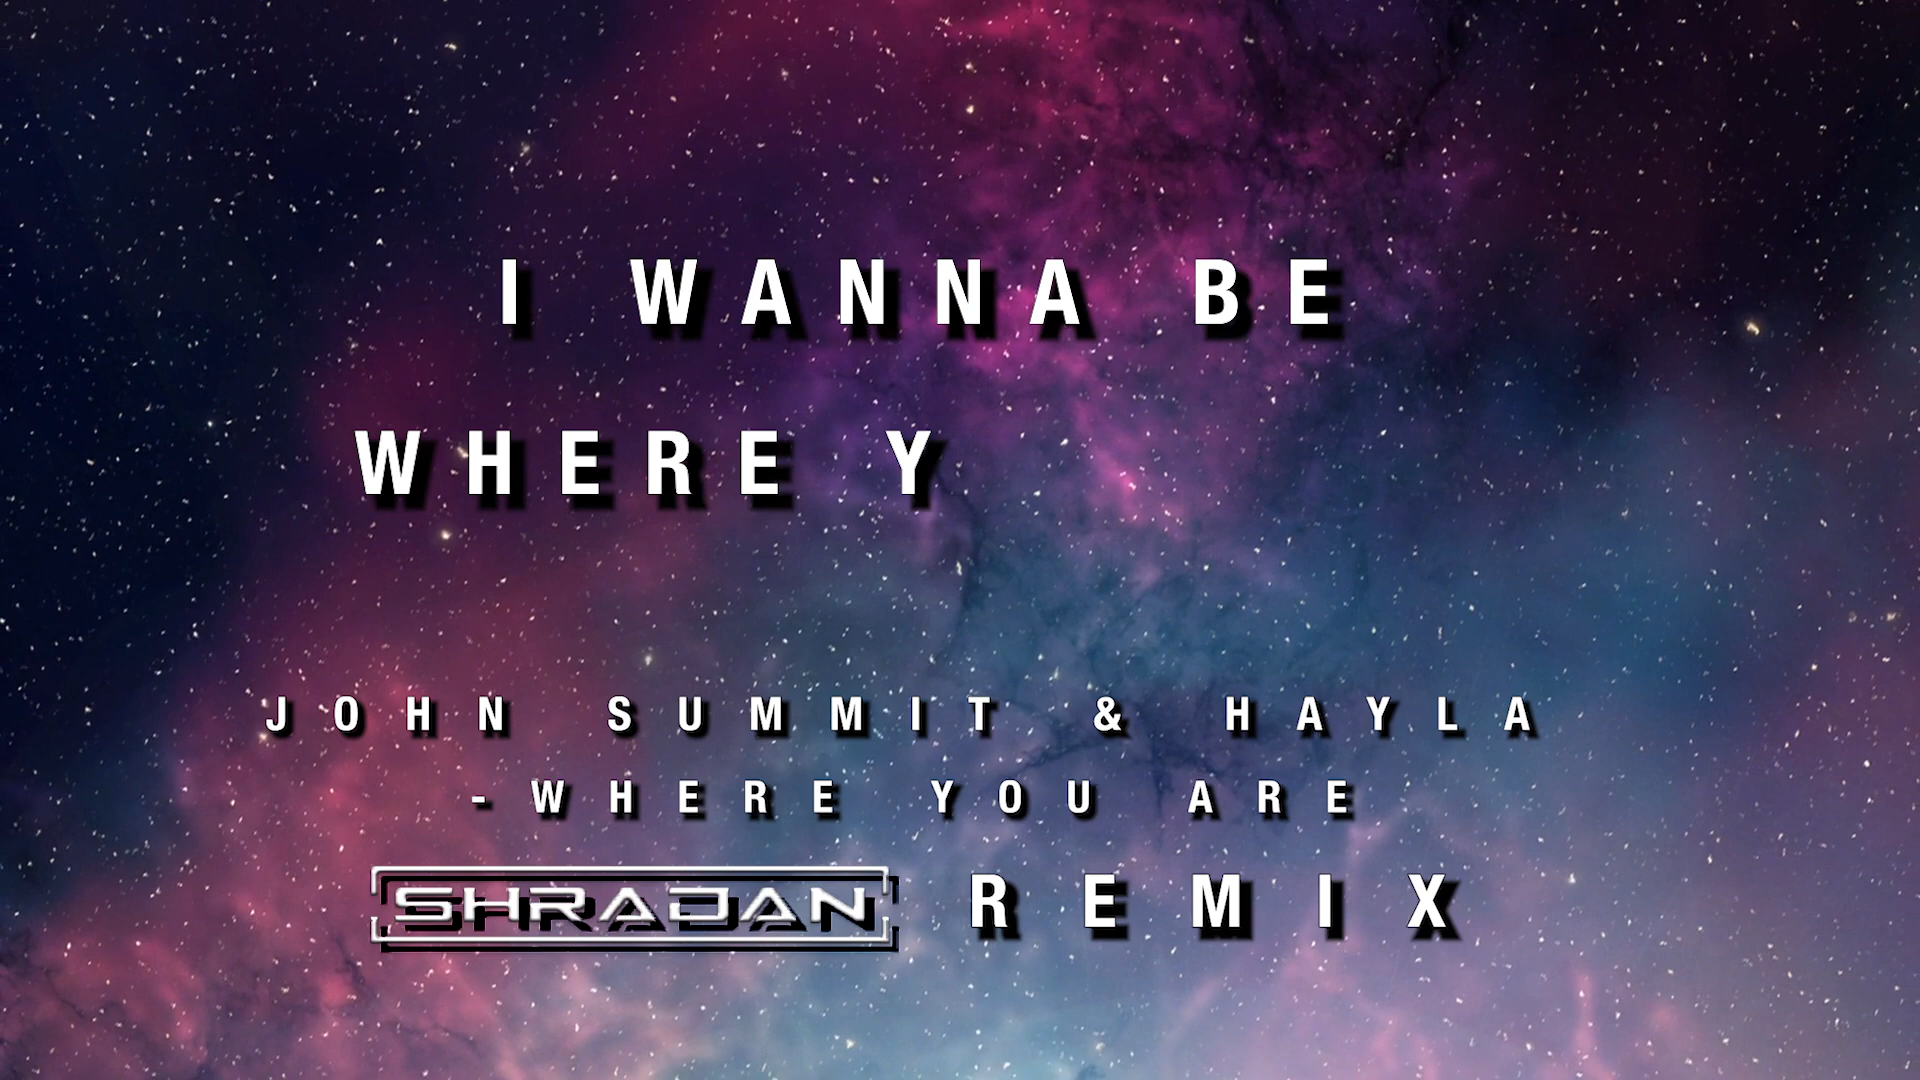 I WANNA BE
WHERE Y
JOHN SUMMIT & HAYLA
-WHERE YOU ARE
SHRADAN REMIX